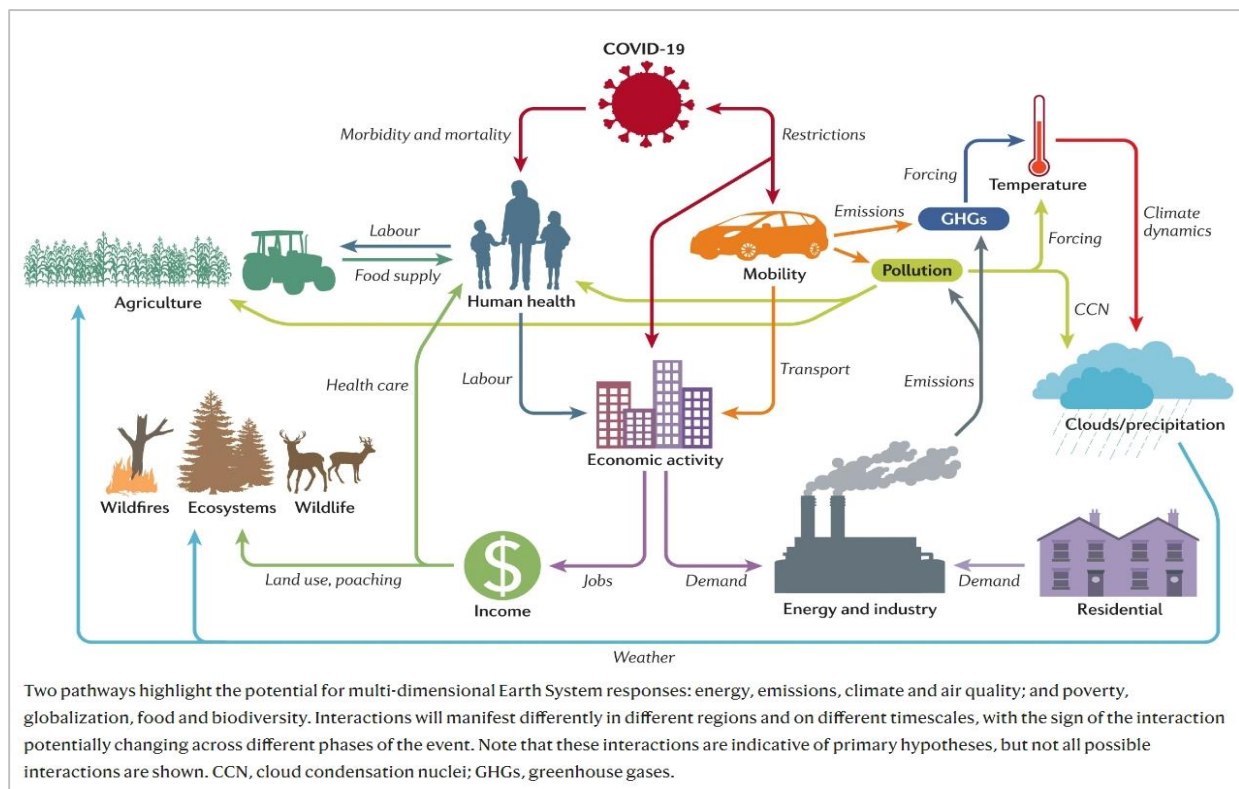 COVID-19
Morbidity and mortality
Restrictions
Forcing
Temperature
Emissions
GHGs
Climate
dynamics
Labour
Forcing
Food supply
Mobility
Pollution
Agriculture
Human health
CCN
Health care
Labour
Transport
Emissions
Clouds/precipitation
Economic activity
Wildfires
Ecosystems
Wildlife
Land use, poaching
Jobs
Demand
Demand
Income
Energy and industry
Residential
Weather
Two pathways highlight the potential for multi-dimensional Earth System responses: energy, emissions, climate and air quality; and poverty,
globalization, food and biodiversity. Interactions will manifest differently in different regions and on different timescales, with the sign of the interaction
potentially changing across different phases of the event. Note that these interactions are indicative of primary hypotheses, but not all possible
interactions are shown. CCN, cloud condensation nuclei; GHGs, greenhouse gases.